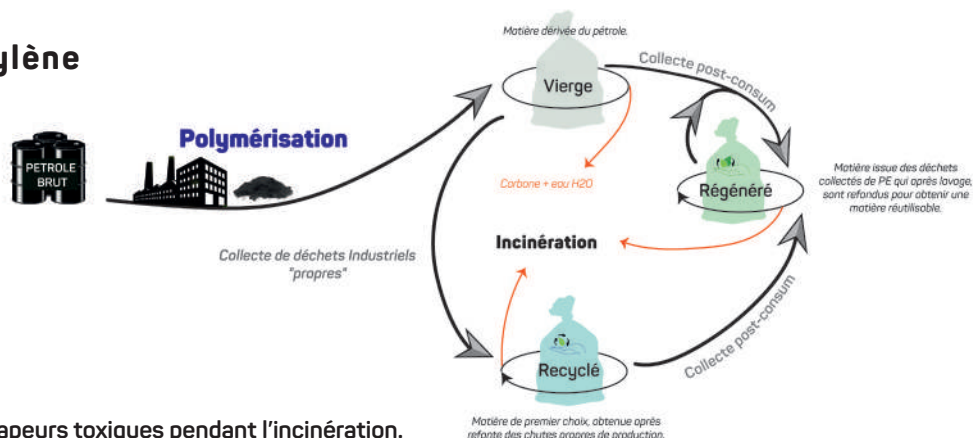 ylène
Matière dérivée du pétrole.
Vierge
Collecte post-consum
PETROLE
BRUT
Polymérisation
Carbone + eau H2O
Régénéré
Matière issue des déchets
collectés de PE qui après lavage,
sont refondus pour obtenir une
matière réutilisable.
Incinération
Collecte de déchets Industriels
"propres"
Collecte post-consum
Recyclé
Matière de premier choix, obtenue après
refonte des chutes propres de production.
apeurs toxiques pendant l'incinération.